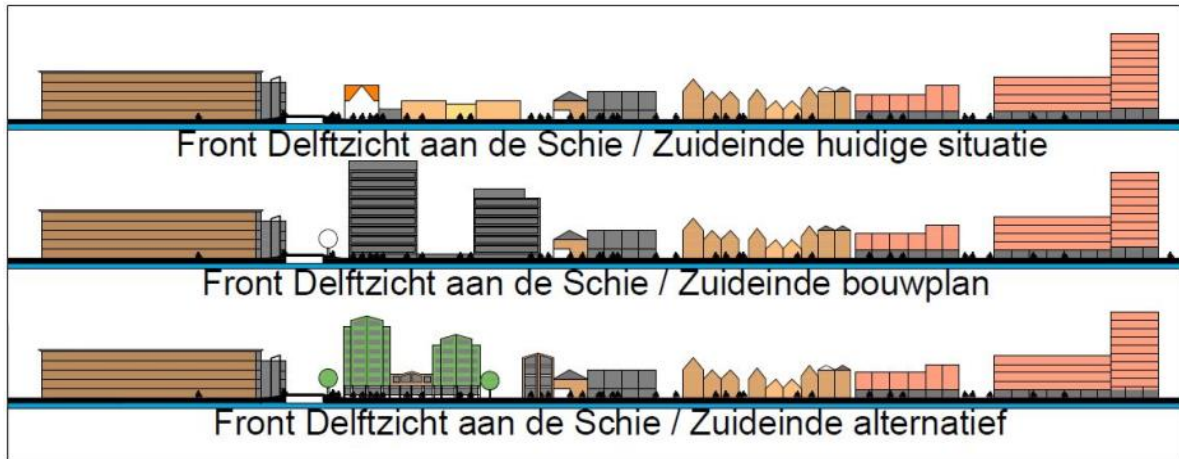 Front Delftzicht aan de Schie / Zuideinde huidige situatie
Front Delftzicht aan de Schie / Zuideinde bouwplan
Front Delftzicht aan de Schie / Zuideinde alternatief